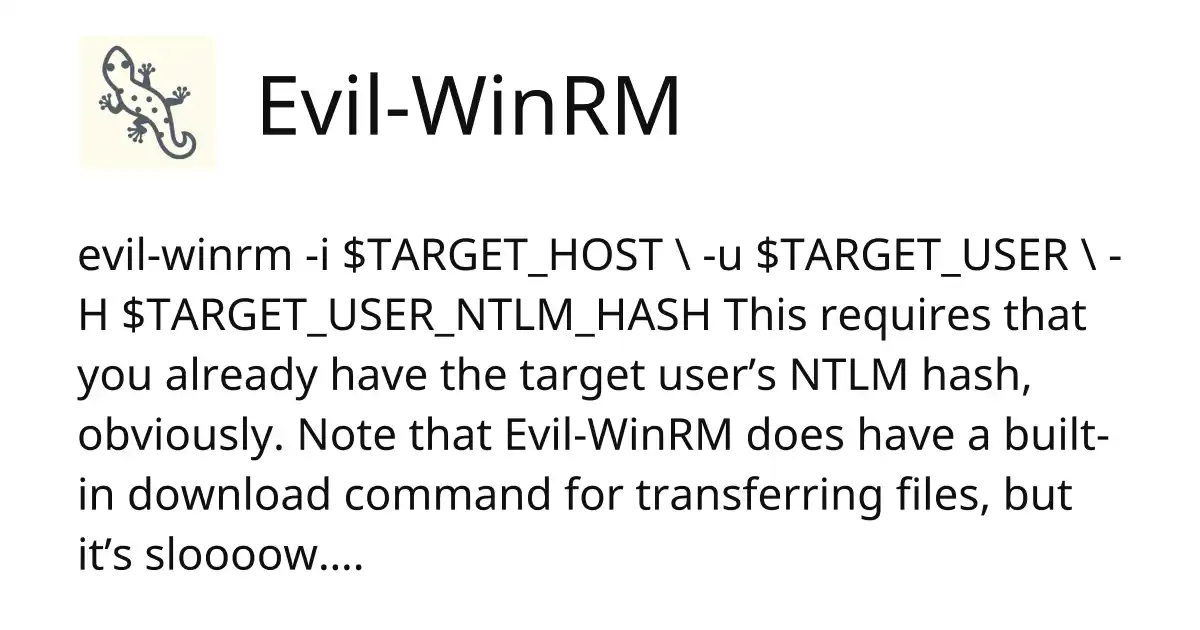 Evil-WinRM
evil-winrm -i $TARGET_HOST \ -u $TARGET_USER \ -
H $TARGET_USER_NTLM_HASH This requires that
you already have the target user’s NTLM hash,
obviously. Note that Evil-WinRM does have a built-
in download command for transferring files, but
it’s sloooow....